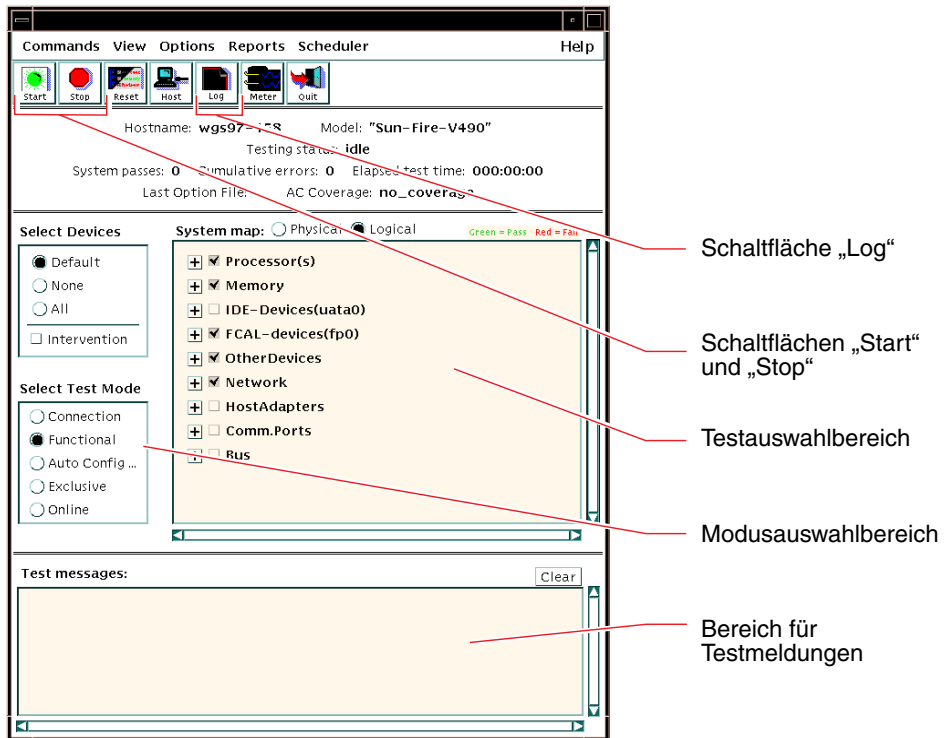 Commands View Options Reports Scheduler Help
Start Stop Reset Host Log Meter Quit
Hostname: Model: "Sun-Fire-V490"
Testing status: idle
System passes: 0 Cumulative errors: 0 Elapsed test time: 000:00:00
Last Option File: AC Coverage: no_coverage
Select Devices
Default
None
All
Intervention
Select Test Mode
Connection
Functional
Auto Config ...
Exclusive
Online
System map: Physical Logical Green = Pass Red = Fail
Processor(s)
Memory
IDE-Devices(uata0)
FCAL-devices(fp0)
OtherDevices
Network
HostAdapters
Comm.Ports
Bus
Test messages: Clear
Schaltfläche „Log“
Schaltflächen „Start“
und „Stop“
Testauswahlbereich
Modusauswahlbereich
Bereich für
Testmeldungen